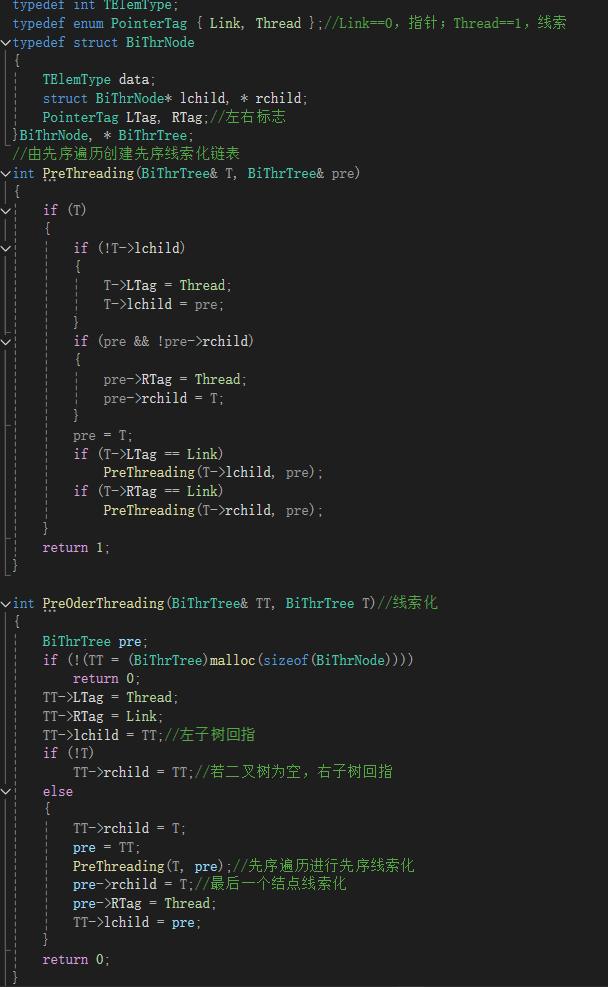 typedef int TElemType;
typedef enum PointerTag { Link, Thread };//Link==0，指针；Thread==1，线索
typedef struct BiThrNode
{
    TElemType data;
    struct BiThrNode* lchild, * rchild;
    PointerTag LTag, RTag;//左右标志
}BiThrNode, * BiThrTree;
//由先序遍历创建先序线索化链表
int PreThreading(BiThrTree& T, BiThrTree& pre)
{
    if (T)
    {
        if (!T->lchild)
        {
            T->LTag = Thread;
            T->lchild = pre;
        }
        if (pre && !pre->rchild)
        {
            pre->RTag = Thread;
            pre->rchild = T;
        }
        pre = T;
        if (T->LTag == Link)
            PreThreading(T->lchild, pre);
        if (T->RTag == Link)
            PreThreading(T->rchild, pre);
    }
    return 1;
}
int PreOderThreading(BiThrTree& TT, BiThrTree T)//线索化
{
    BiThrTree pre;
    if (!(TT = (BiThrTree)malloc(sizeof(BiThrNode))))
        return 0;
    TT->LTag = Thread;
    TT->RTag = Link;
    TT->lchild = TT;//左子树回指
    if (!T)
        TT->rchild = TT;//若二叉树为空，右子树回指
    else
    {
        TT->rchild = T;
        pre = TT;
        PreThreading(T, pre);//先序遍历进行先序线索化
        pre->rchild = T;//最后一个结点线索化
        pre->RTag = Thread;
        TT->lchild = pre;
    }
    return 0;
}